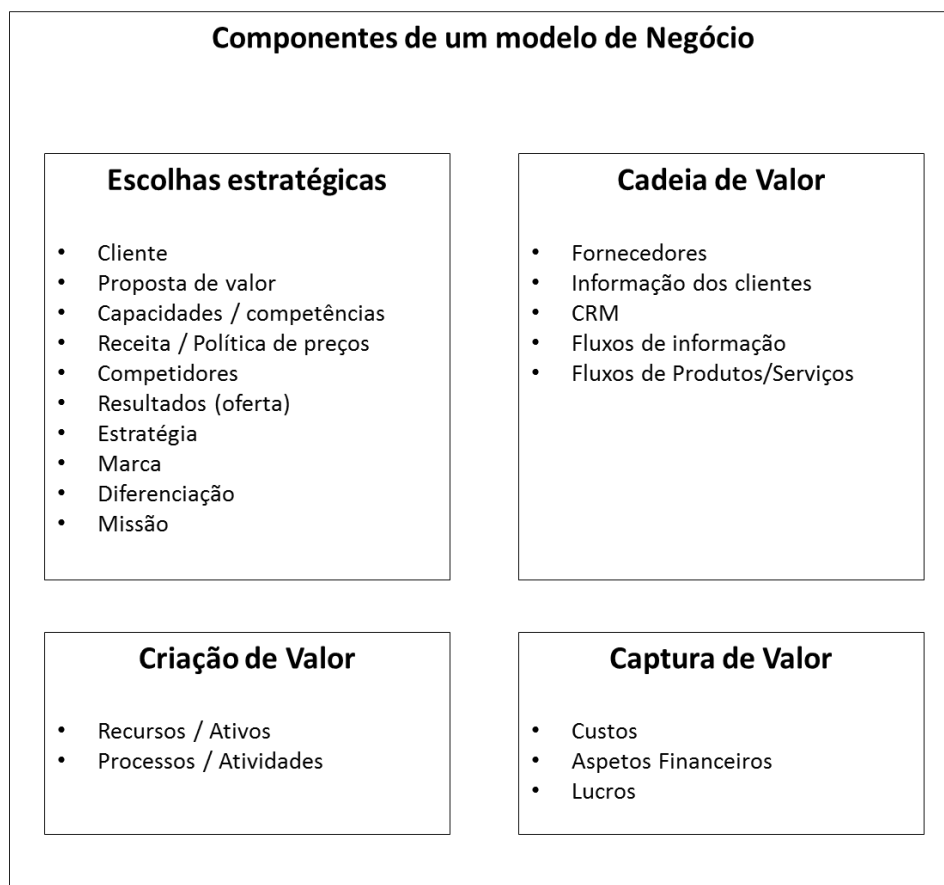 Componentes de um modelo de Negócio
Escolhas estratégicas
• Cliente
• Proposta de valor
• Capacidades / competências
• Receita / Política de preços
• Competidores
• Resultados (oferta)
• Estratégia
• Marca
• Diferenciação
• Missão
Cadeia de Valor
• Fornecedores
• Informação dos clientes
• CRM
• Fluxos de informação
• Fluxos de Produtos/Serviços
Criação de Valor
• Recursos / Ativos
• Processos / Atividades
Captura de Valor
• Custos
• Aspetos Financeiros
• Lucros